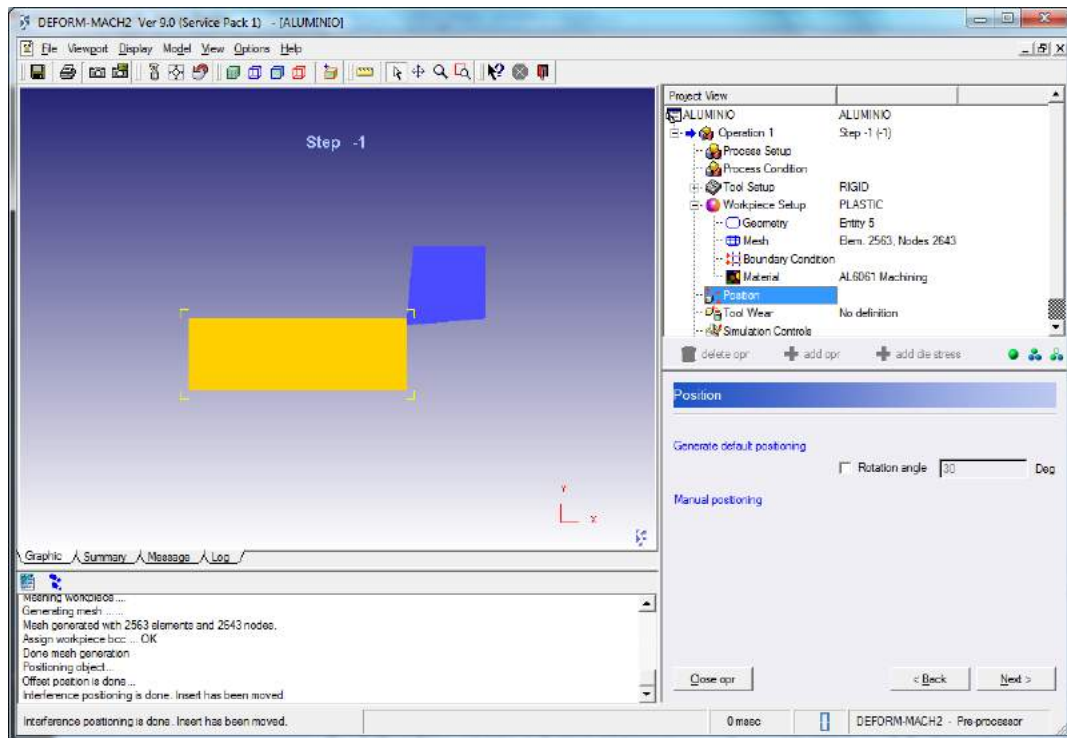 DEFORM-MACH2 Ver 9.0 (Service Pack 1) - [ALUMINIO]
File Viewport Display Model View Options Help
Step -1
Y
X
Graphic Summary Message Log
Meshing workpiece ...
Generating mesh ......
Mesh generated with 2563 elements and 2643 nodes.
Assign workpiece bcc ... OK
Done mesh generation
Positioning object...
Offset position is done ...
Interference positioning is done. Insert has been moved
Project View
ALUMINIO ALUMINIO
Operation 1 Step -1 (-1)
Process Setup
Process Condition
Tool Setup RIGID
Workpiece Setup PLASTIC
Geometry Entity 5
Mesh Elem. 2563, Nodes 2643
Boundary Condition
Material AL6061 Machining
Position
Tool Wear No definition
Simulation Controls
delete opr add opr add die stress
Position
Generate default positioning
Rotation angle 30 Deg
Manual positioning
Close opr < Back Next >
Interference positioning is done. Insert has been moved. 0 msec DEFORM-MACH2 - Pre-processor